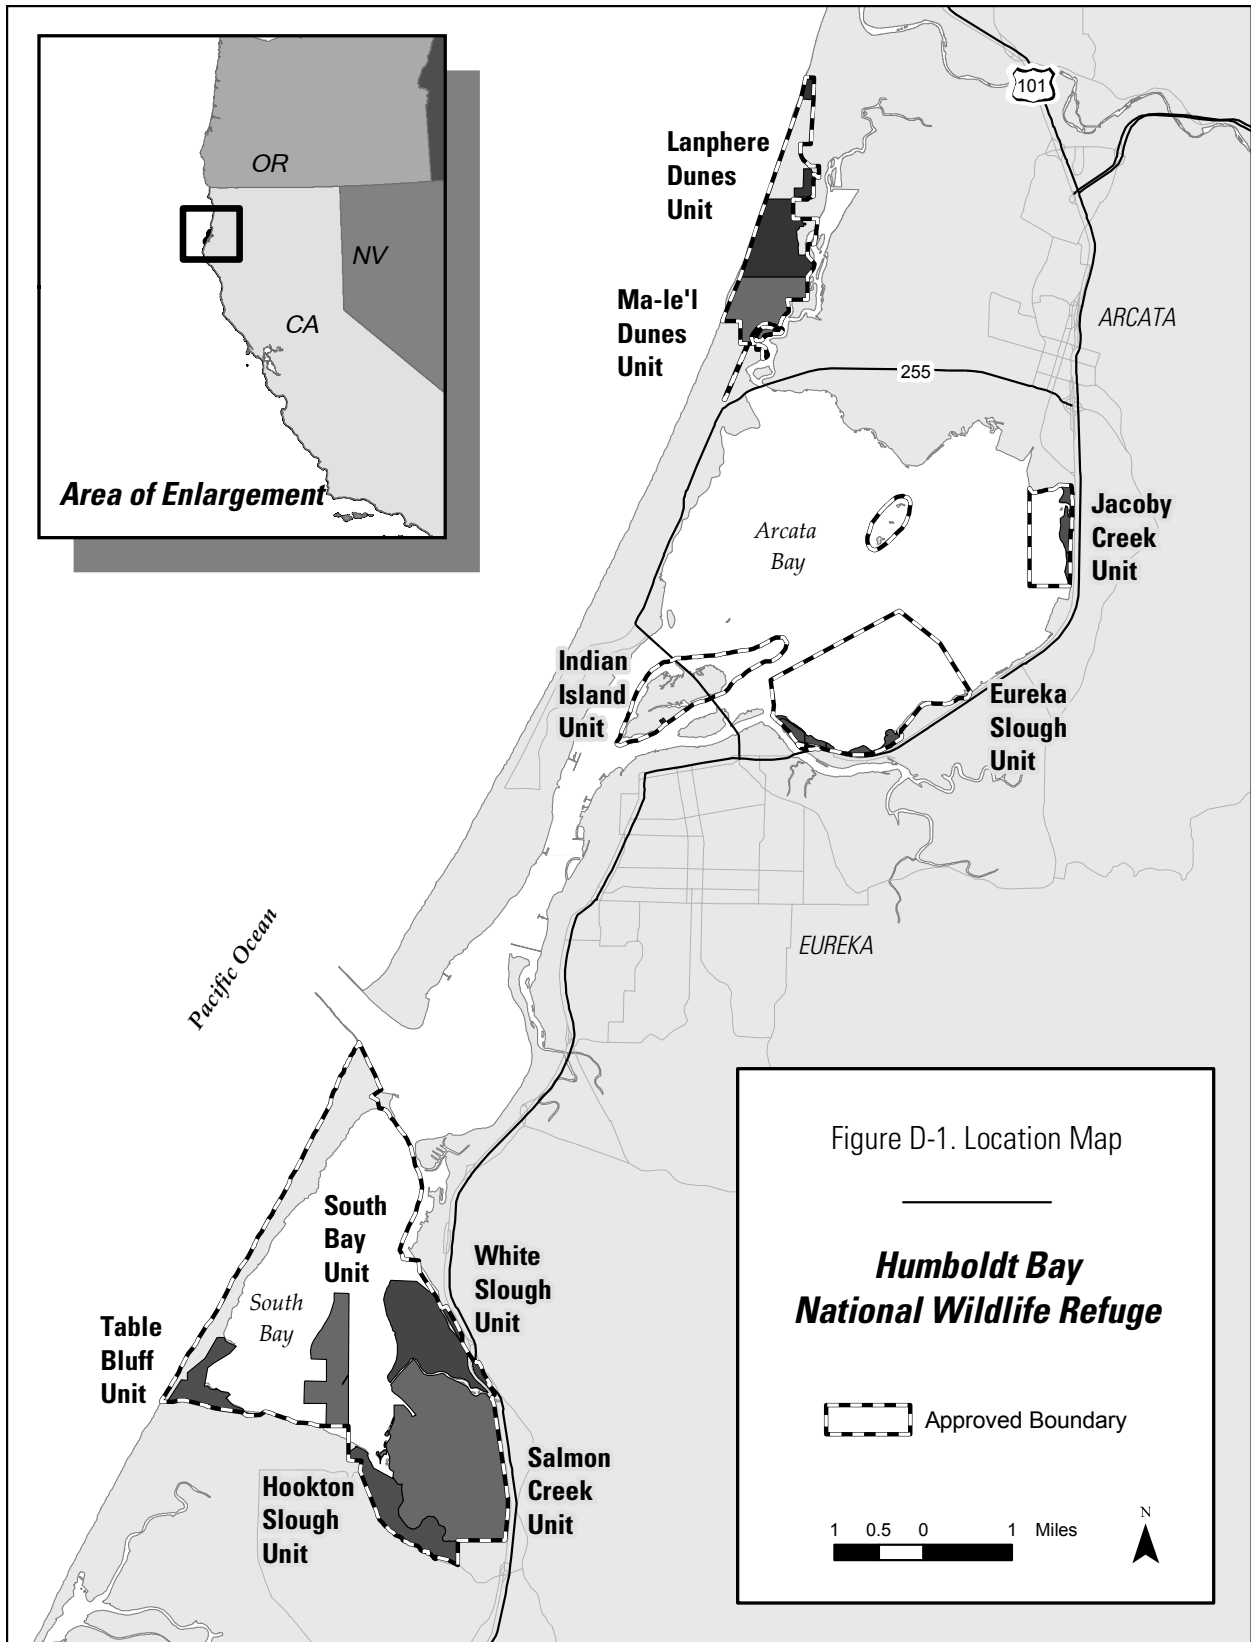 OR
NV
CA
Area of Enlargement
101
Lanphere
Dunes
Unit
Ma-le'l
Dunes
Unit
ARCATA
255
Arcata
Bay
Jacoby
Creek
Unit
Indian
Island
Unit
Eureka
Slough
Unit
EUREKA
Pacific Ocean
South
Bay
Unit
White
Slough
Unit
South
Bay
Table
Bluff
Unit
Hookton
Slough
Unit
Salmon
Creek
Unit
Figure D-1. Location Map
Humboldt Bay
National Wildlife Refuge
Approved Boundary
1 0.5 0 1 Miles
N